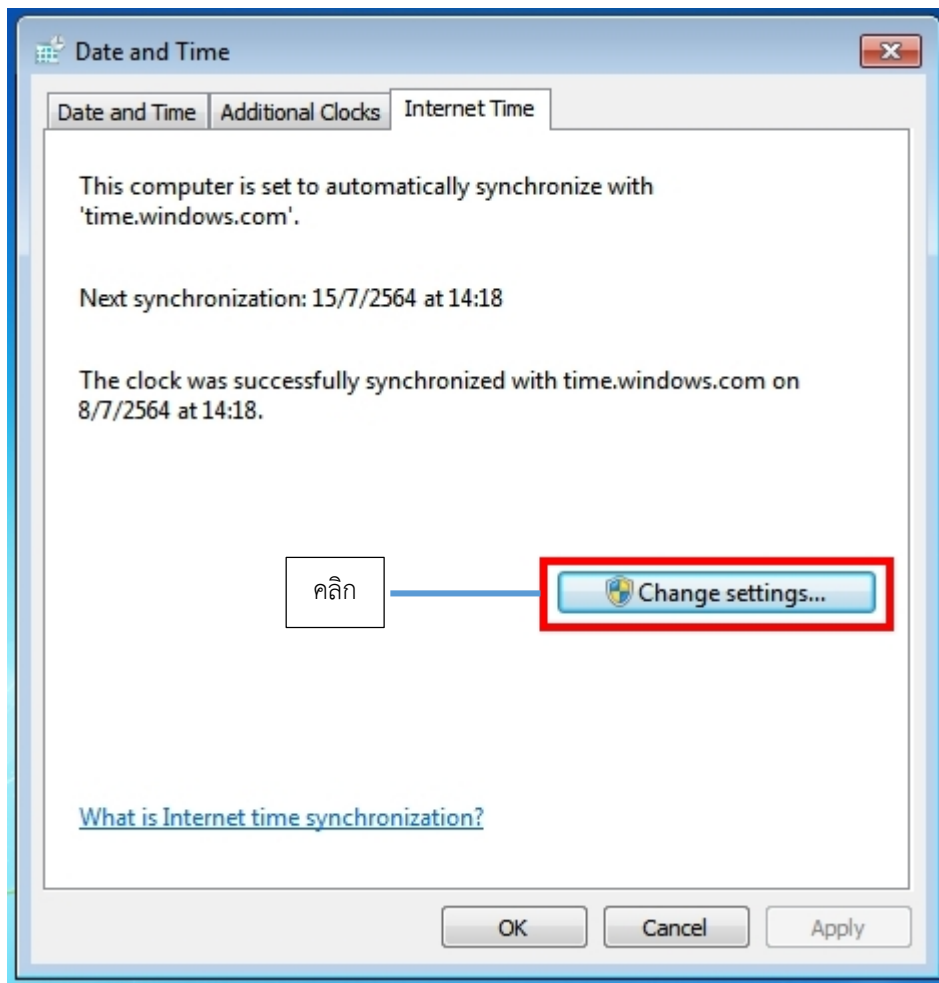 Date and Time
Date and Time Additional Clocks Internet Time
This computer is set to automatically synchronize with
'time.windows.com'.
Next synchronization: 15/7/2564 at 14:18
The clock was successfully synchronized with time.windows.com on
8/7/2564 at 14:18.
คลิก Change settings...
What is Internet time synchronization?
OK Cancel Apply